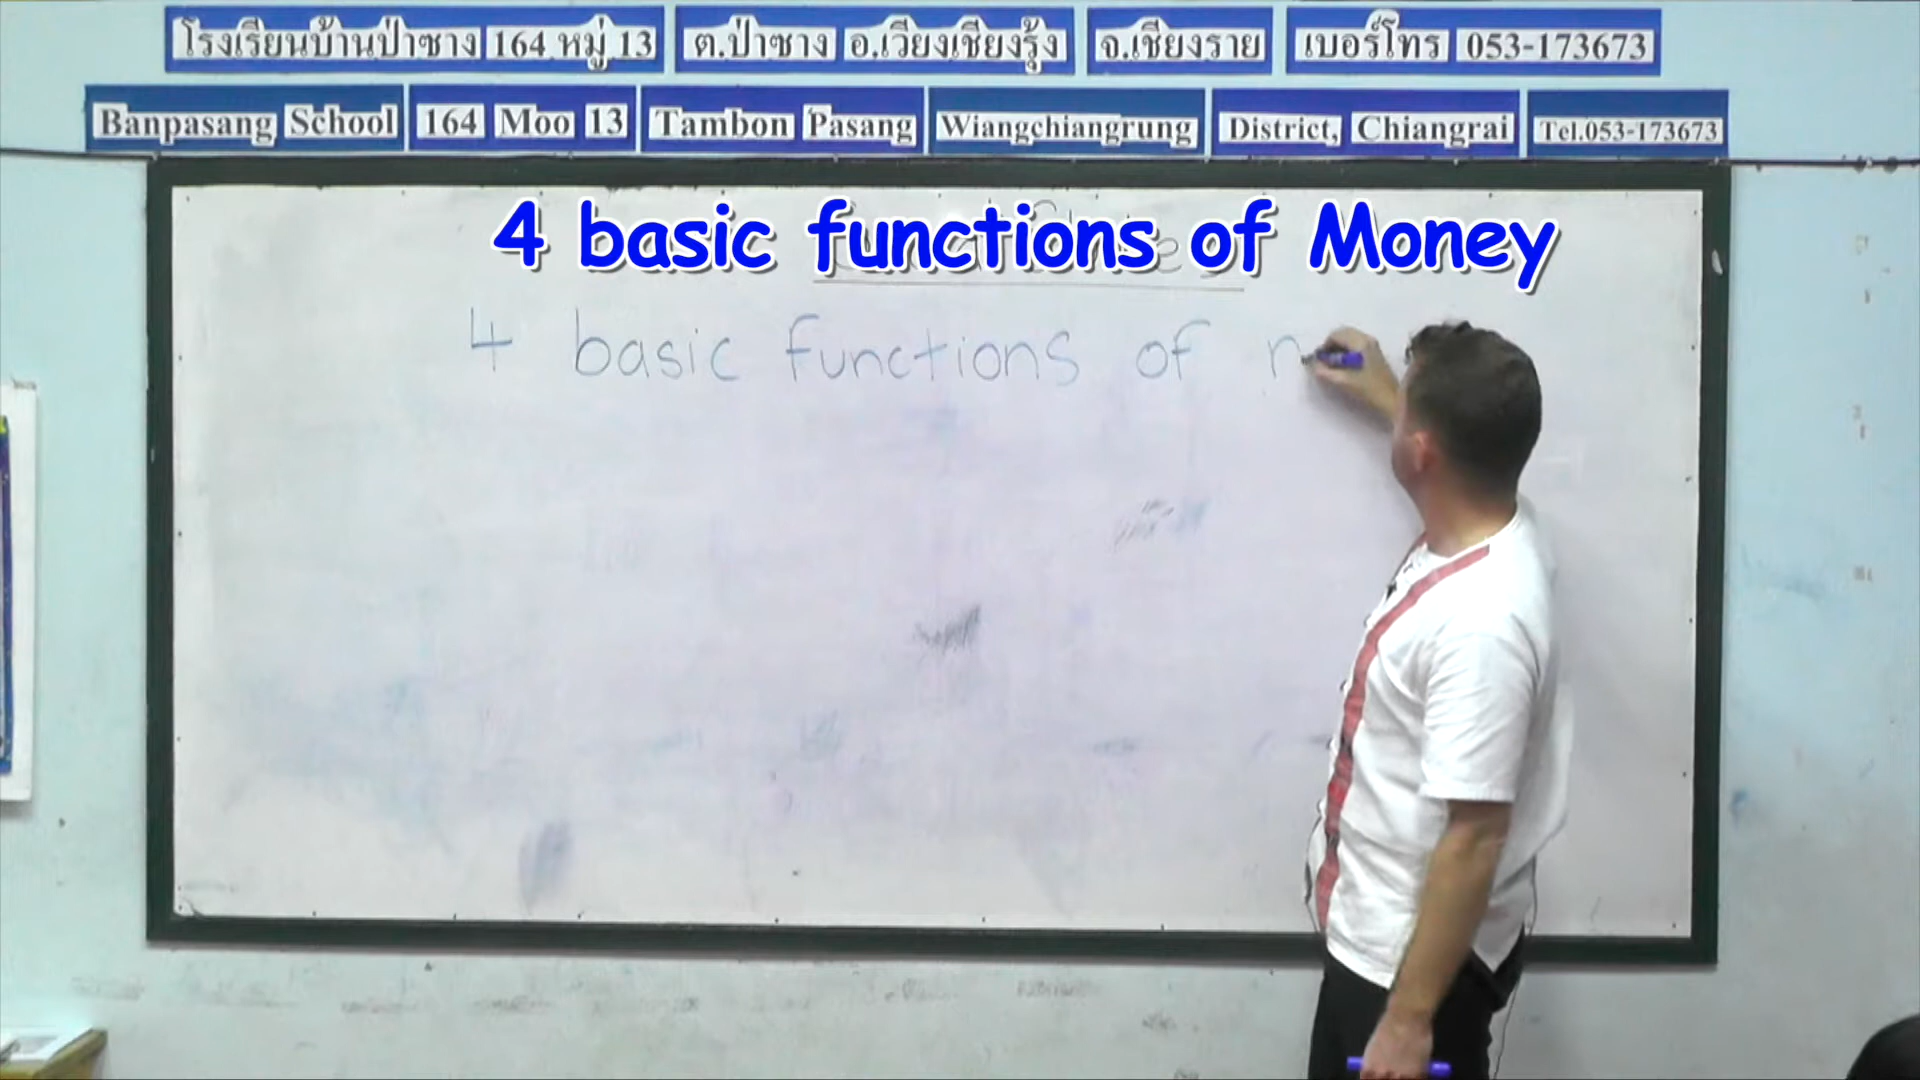 โรงเรียนบ้านป่าซาง 164 หมู่ 13 ต.ป่าซาง อ.เวียงเชียงรุ้ง จ.เชียงราย เบอร์โทร 053-173673
Banpasang School 164 Moo 13 Tambon Pasang Wiangchiangrung District, Chiangrai Tel.053-173673
4 basic functions of Money
4 basic functions of